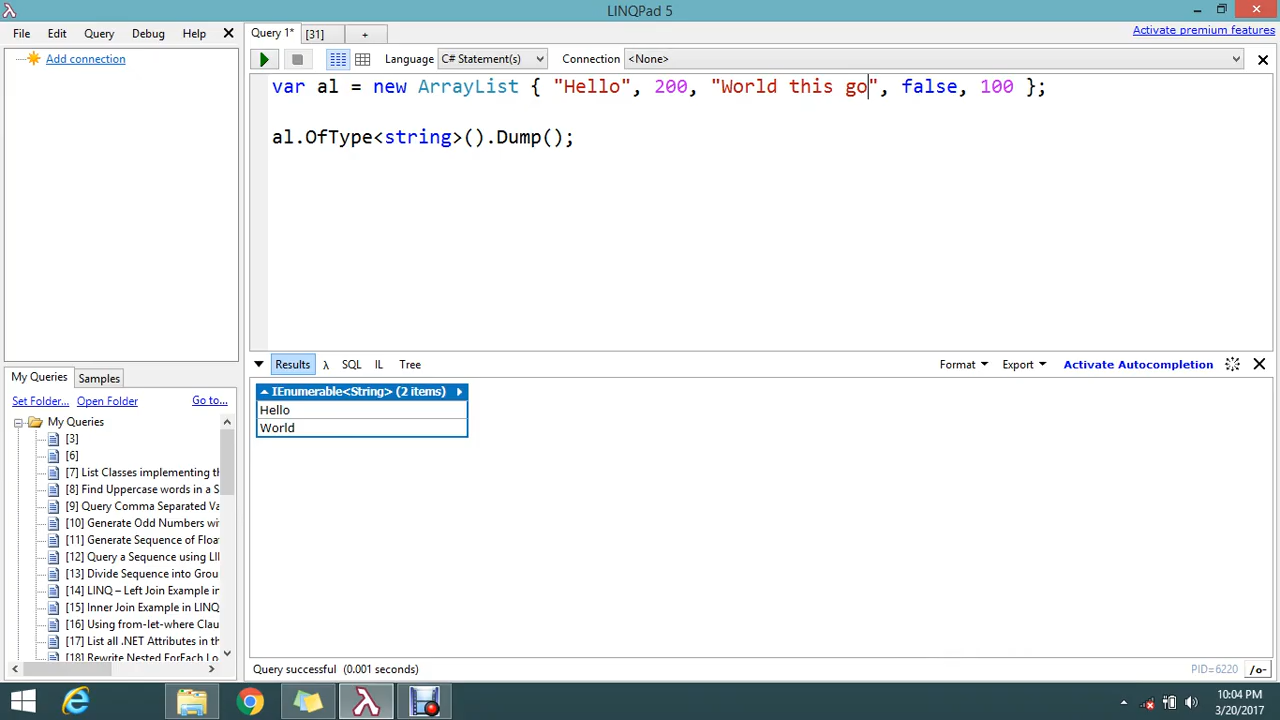 LINQPad 5
File Edit Query Debug Help
Query 1* [31] +
Activate premium features
Add connection
Language C# Statement(s) Connection <None>
var al = new ArrayList { "Hello", 200, "World this go", false, 100 };
al.OfType<string>().Dump();
Results λ SQL IL Tree Format Export Activate Autocompletion
My Queries Samples
Set Folder... Open Folder Go to...
My Queries
[3]
[6]
[7] List Classes implementing th
[8] Find Uppercase words in a S
[9] Query Comma Separated Va
[10] Generate Odd Numbers wi
[11] Generate Sequence of Float
[12] Query a Sequence using LI
[13] Divide Sequence into Grou
[14] LINQ – Left Join Example in
[15] Inner Join Example in LINQ
[16] Using from-let-where Clau
[17] List all .NET Attributes in th
[18] Rewrite Nested ForEach Lo
IEnumerable<String> (2 items)
Hello
World
Query successful (0.001 seconds)
PID=6220 /o-
10:04 PM
3/20/2017